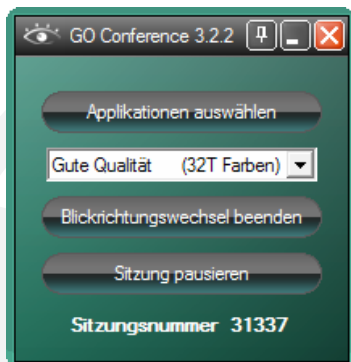 GO Conference 3.2.2
Applikationen auswählen
Gute Qualität (32T Farben)
Blickrichtungswechsel beenden
Sitzung pausieren
Sitzungsnummer 31337